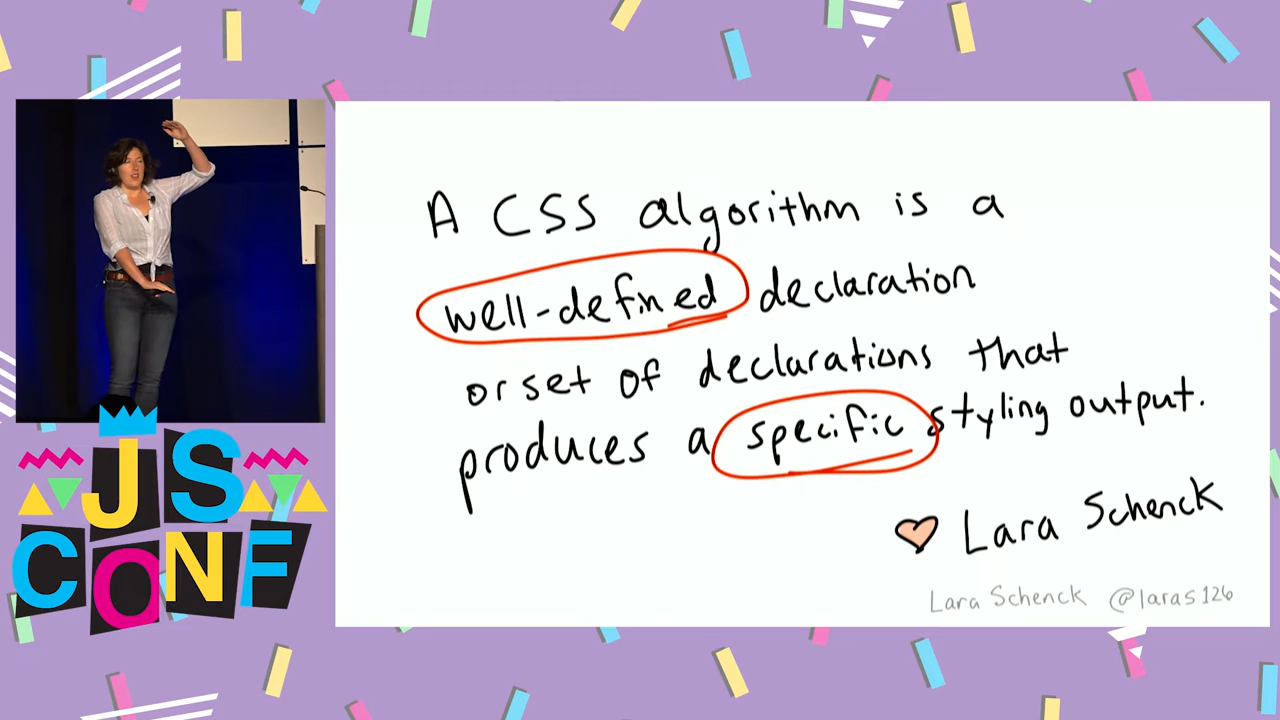 A CSS algorithm is a
well-defined declaration
or set of declarations that
produces a specific styling output.
Lara Schenck
Lara Schenck @laras126
JS
CONF